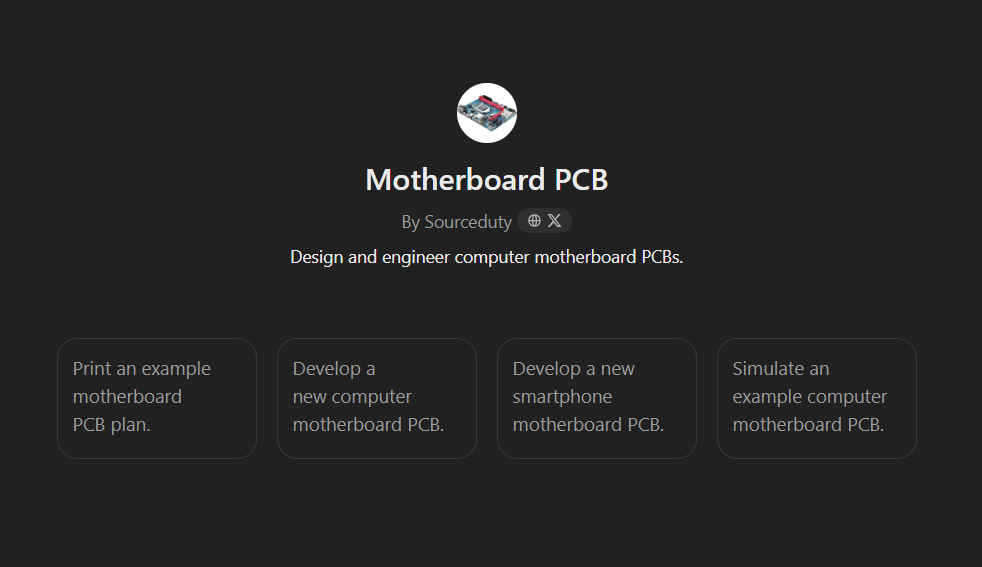 Motherboard PCB
By Sourceduty
Design and engineer computer motherboard PCBs.
Print an example
motherboard
PCB plan.
Develop a
new computer
motherboard PCB.
Develop a new
smartphone
motherboard PCB.
Simulate an
example computer
motherboard PCB.